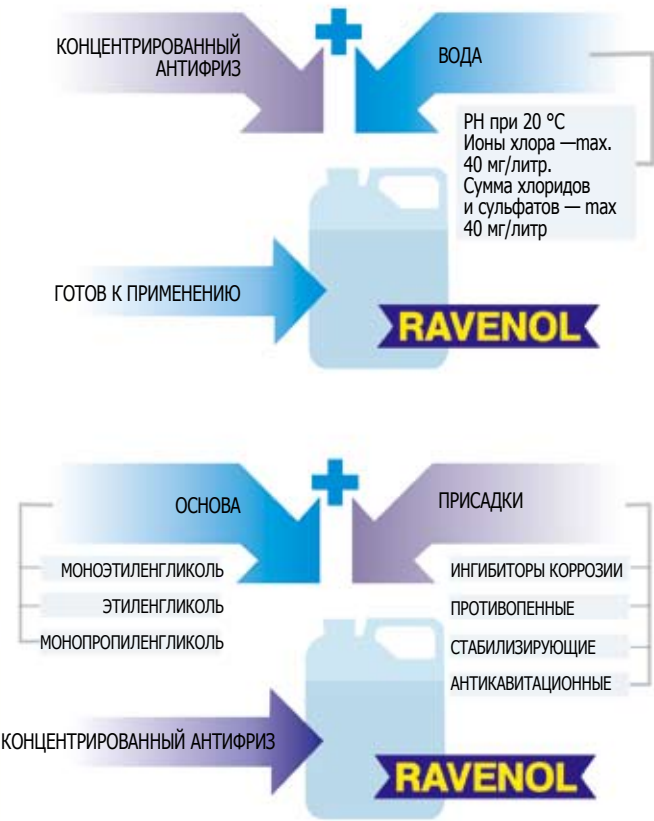 КОНЦЕНТРИРОВАННЫЙ
АНТИФРИЗ
ВОДА
PH при 20 °C
Ионы хлора —max.
40 мг/литр.
Сумма хлоридов
и сульфатов — max
40 мг/литр
ГОТОВ К ПРИМЕНЕНИЮ
RAVENOL
ОСНОВА
ПРИСАДКИ
МОНОЭТИЛЕНГЛИКОЛЬ
ЭТИЛЕНГЛИКОЛЬ
МОНОПРОПИЛЕНГЛИКОЛЬ
ИНГИБИТОРЫ КОРРОЗИИ
ПРОТИВОПЕННЫЕ
СТАБИЛИЗИРУЮЩИЕ
АНТИКАВИТАЦИОННЫЕ
КОНЦЕНТРИРОВАННЫЙ АНТИФРИЗ
RAVENOL